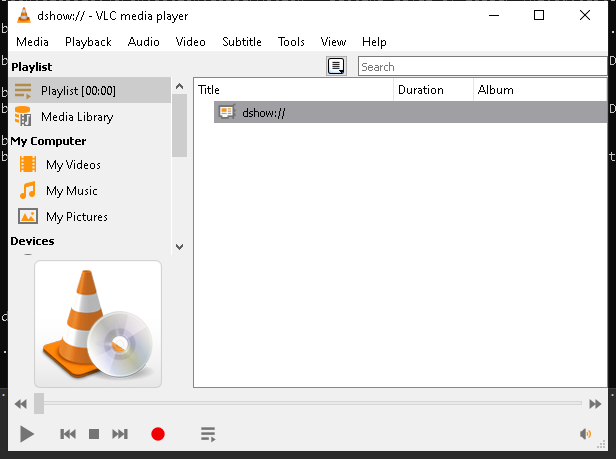 dshow:// - VLC media player
Media Playback Audio Video Subtitle Tools View Help
Playlist
Search
Playlist [00:00]
Title Duration Album
Media Library
dshow://
My Computer
My Videos
My Music
My Pictures
Devices